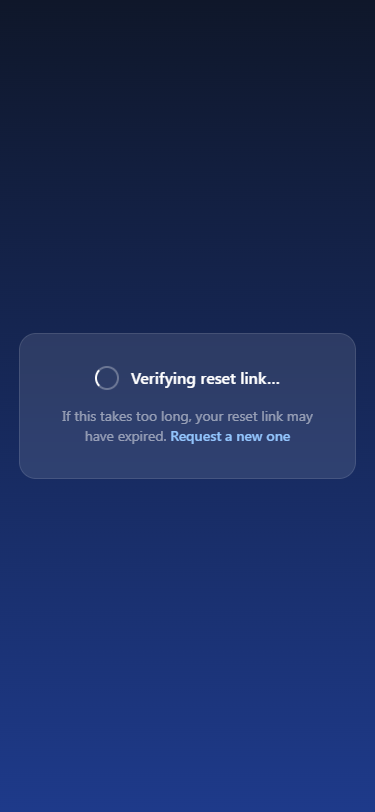 Verifying reset link...
If this takes too long, your reset link may
have expired. Request a new one